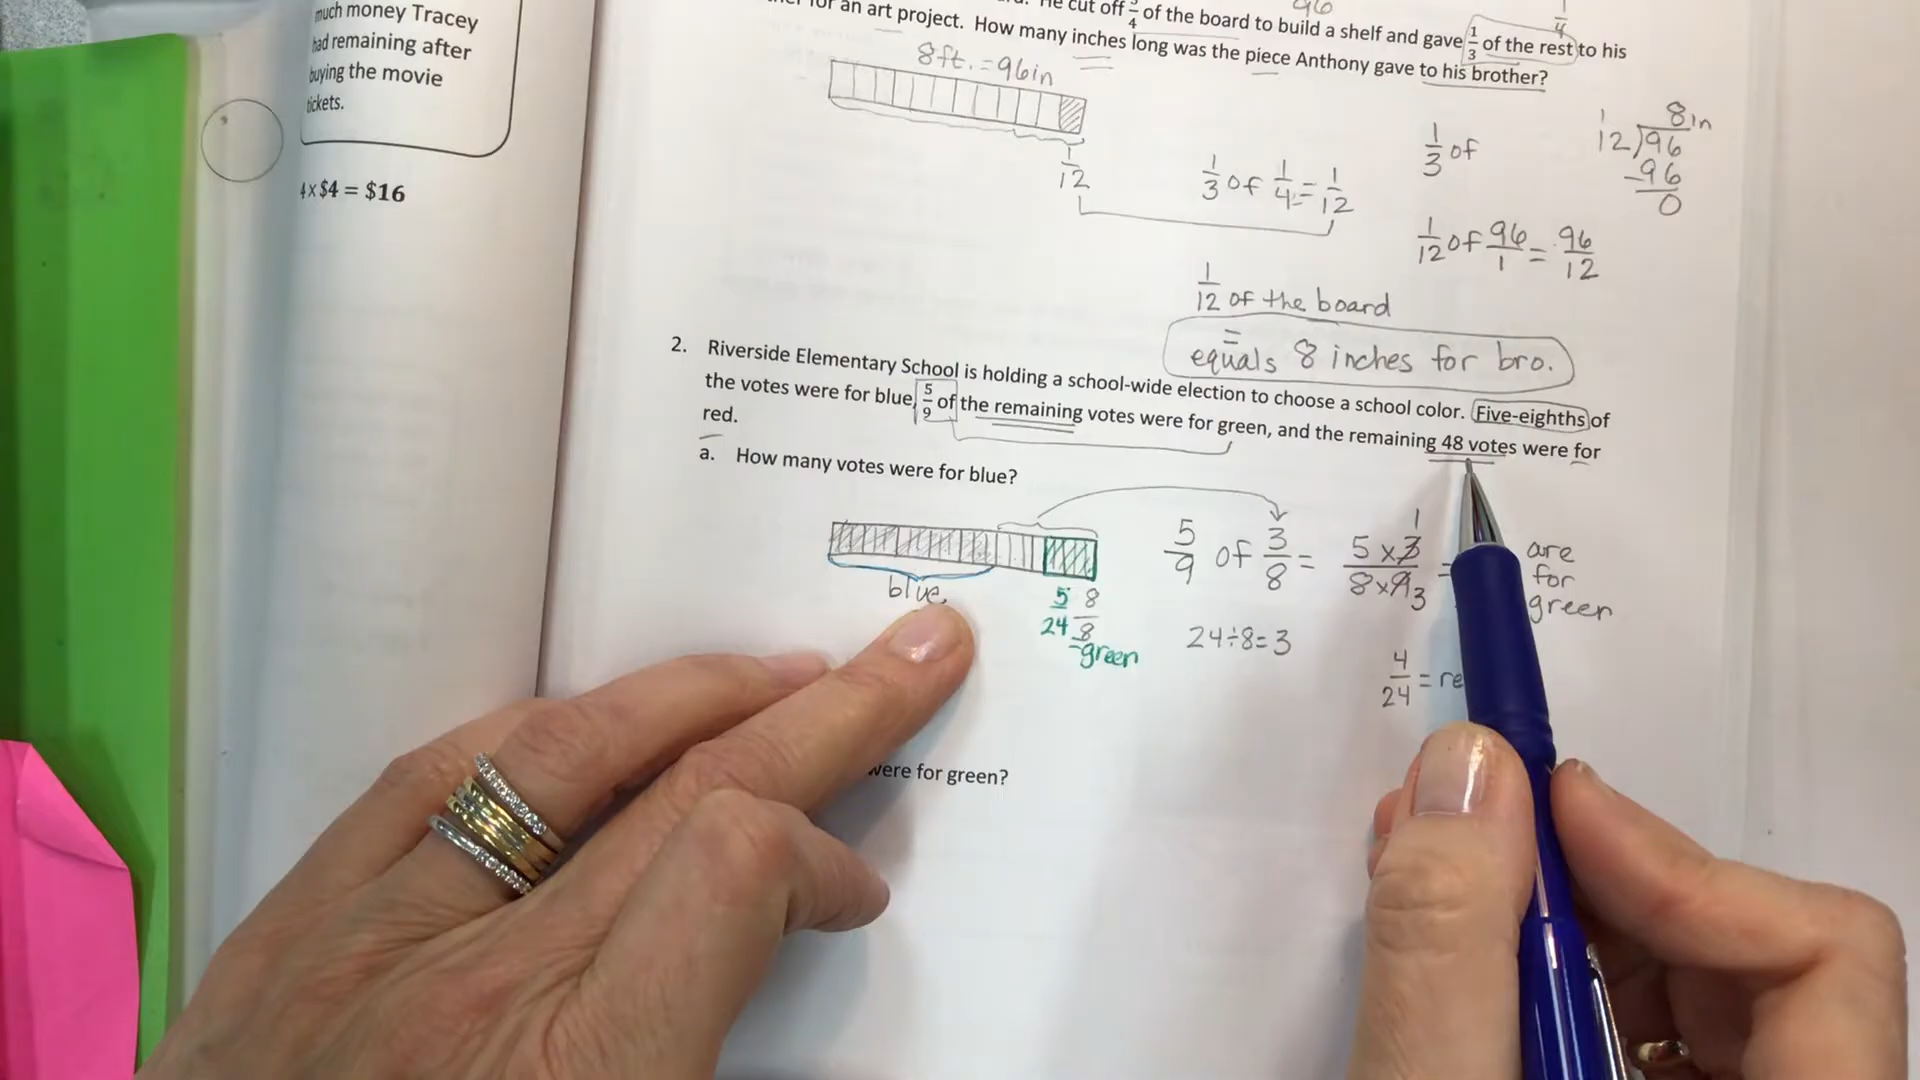 much money Tracey
had remaining after
buying the movie
tickets.
4 x $4 = $16
He cut off 3/4 of the board to build a shelf and gave 1/3 of the rest to his
for an art project. How many inches long was the piece Anthony gave to his brother?
96
1/4
8ft. = 96in
1/12
1/3 of 1/4 = 1/12
1/3 of
8in
12)96
-96
0
1/12 of 96/1 = 96/12
1/12 of the board
=
equals 8 inches for bro.
2. Riverside Elementary School is holding a school-wide election to choose a school color. Five-eighths of
the votes were for blue, 5/9 of the remaining votes were for green, and the remaining 48 votes were for
red.
a. How many votes were for blue?
blue
5/24
8/8
green
5/9 of 3/8 = 5 x 3 1 / 8 x 9 3 =
are
for
green
24÷8=3
4/24 = re
were for green?